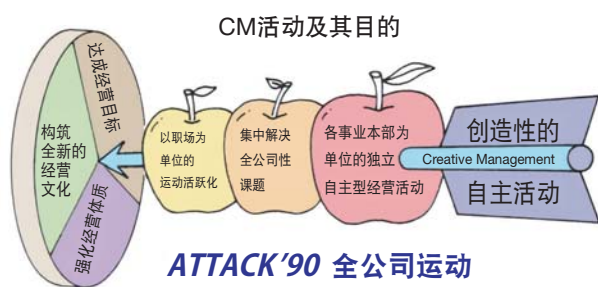 CM活动及其目的
达成经营目标
构筑
全新的
经营
文化
强化经营体质
以职场为
单位的
运动活跃化
集中解决
全公司性
课题
各事业本部为
单位的独立
自主型经营活动
创造性的
Creative Management
自主活动
ATTACK’90 全公司运动